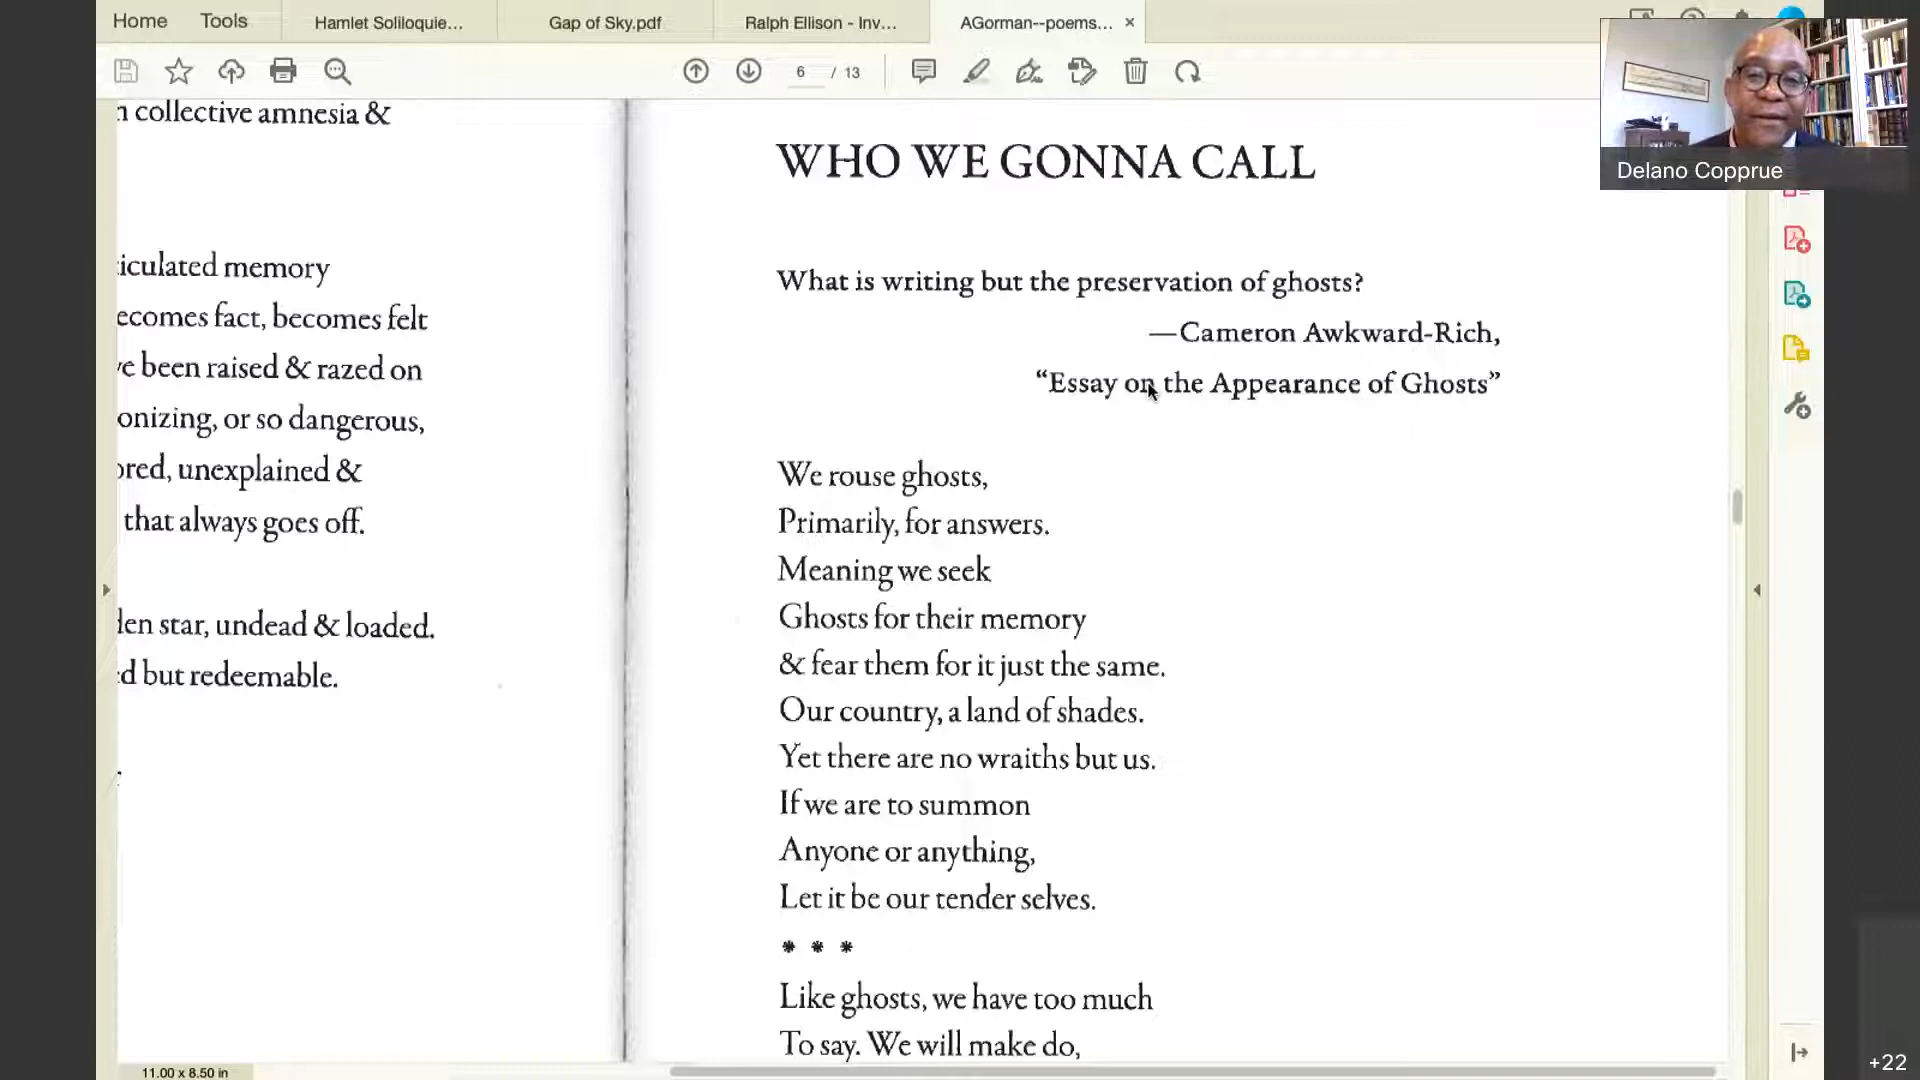 Home Tools Hamlet Soliloquie... Gap of Sky.pdf Ralph Ellison - Inv... AGorman--poems... ×
6 / 13
Delano Copprue
n collective amnesia &
iculated memory
ecomes fact, becomes felt
e been raised & razed on
onizing, or so dangerous,
ored, unexplained &
that always goes off.
len star, undead & loaded.
d but redeemable.
WHO WE GONNA CALL
What is writing but the preservation of ghosts?
—Cameron Awkward-Rich,
“Essay on the Appearance of Ghosts”
We rouse ghosts,
Primarily, for answers.
Meaning we seek
Ghosts for their memory
& fear them for it just the same.
Our country, a land of shades.
Yet there are no wraiths but us.
If we are to summon
Anyone or anything,
Let it be our tender selves.
* * *
Like ghosts, we have too much
To say. We will make do,
11.00 x 8.50 in
+22